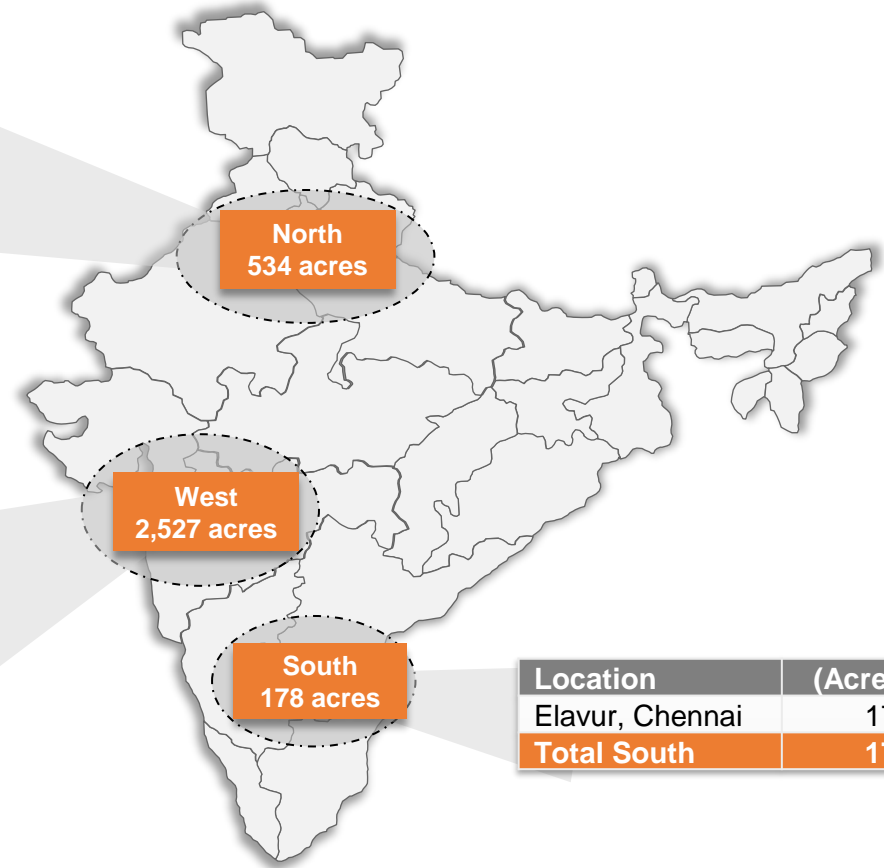 North
534 acres
West
2,527 acres
South
178 acres
Location
Elavur, Chennai
Total South